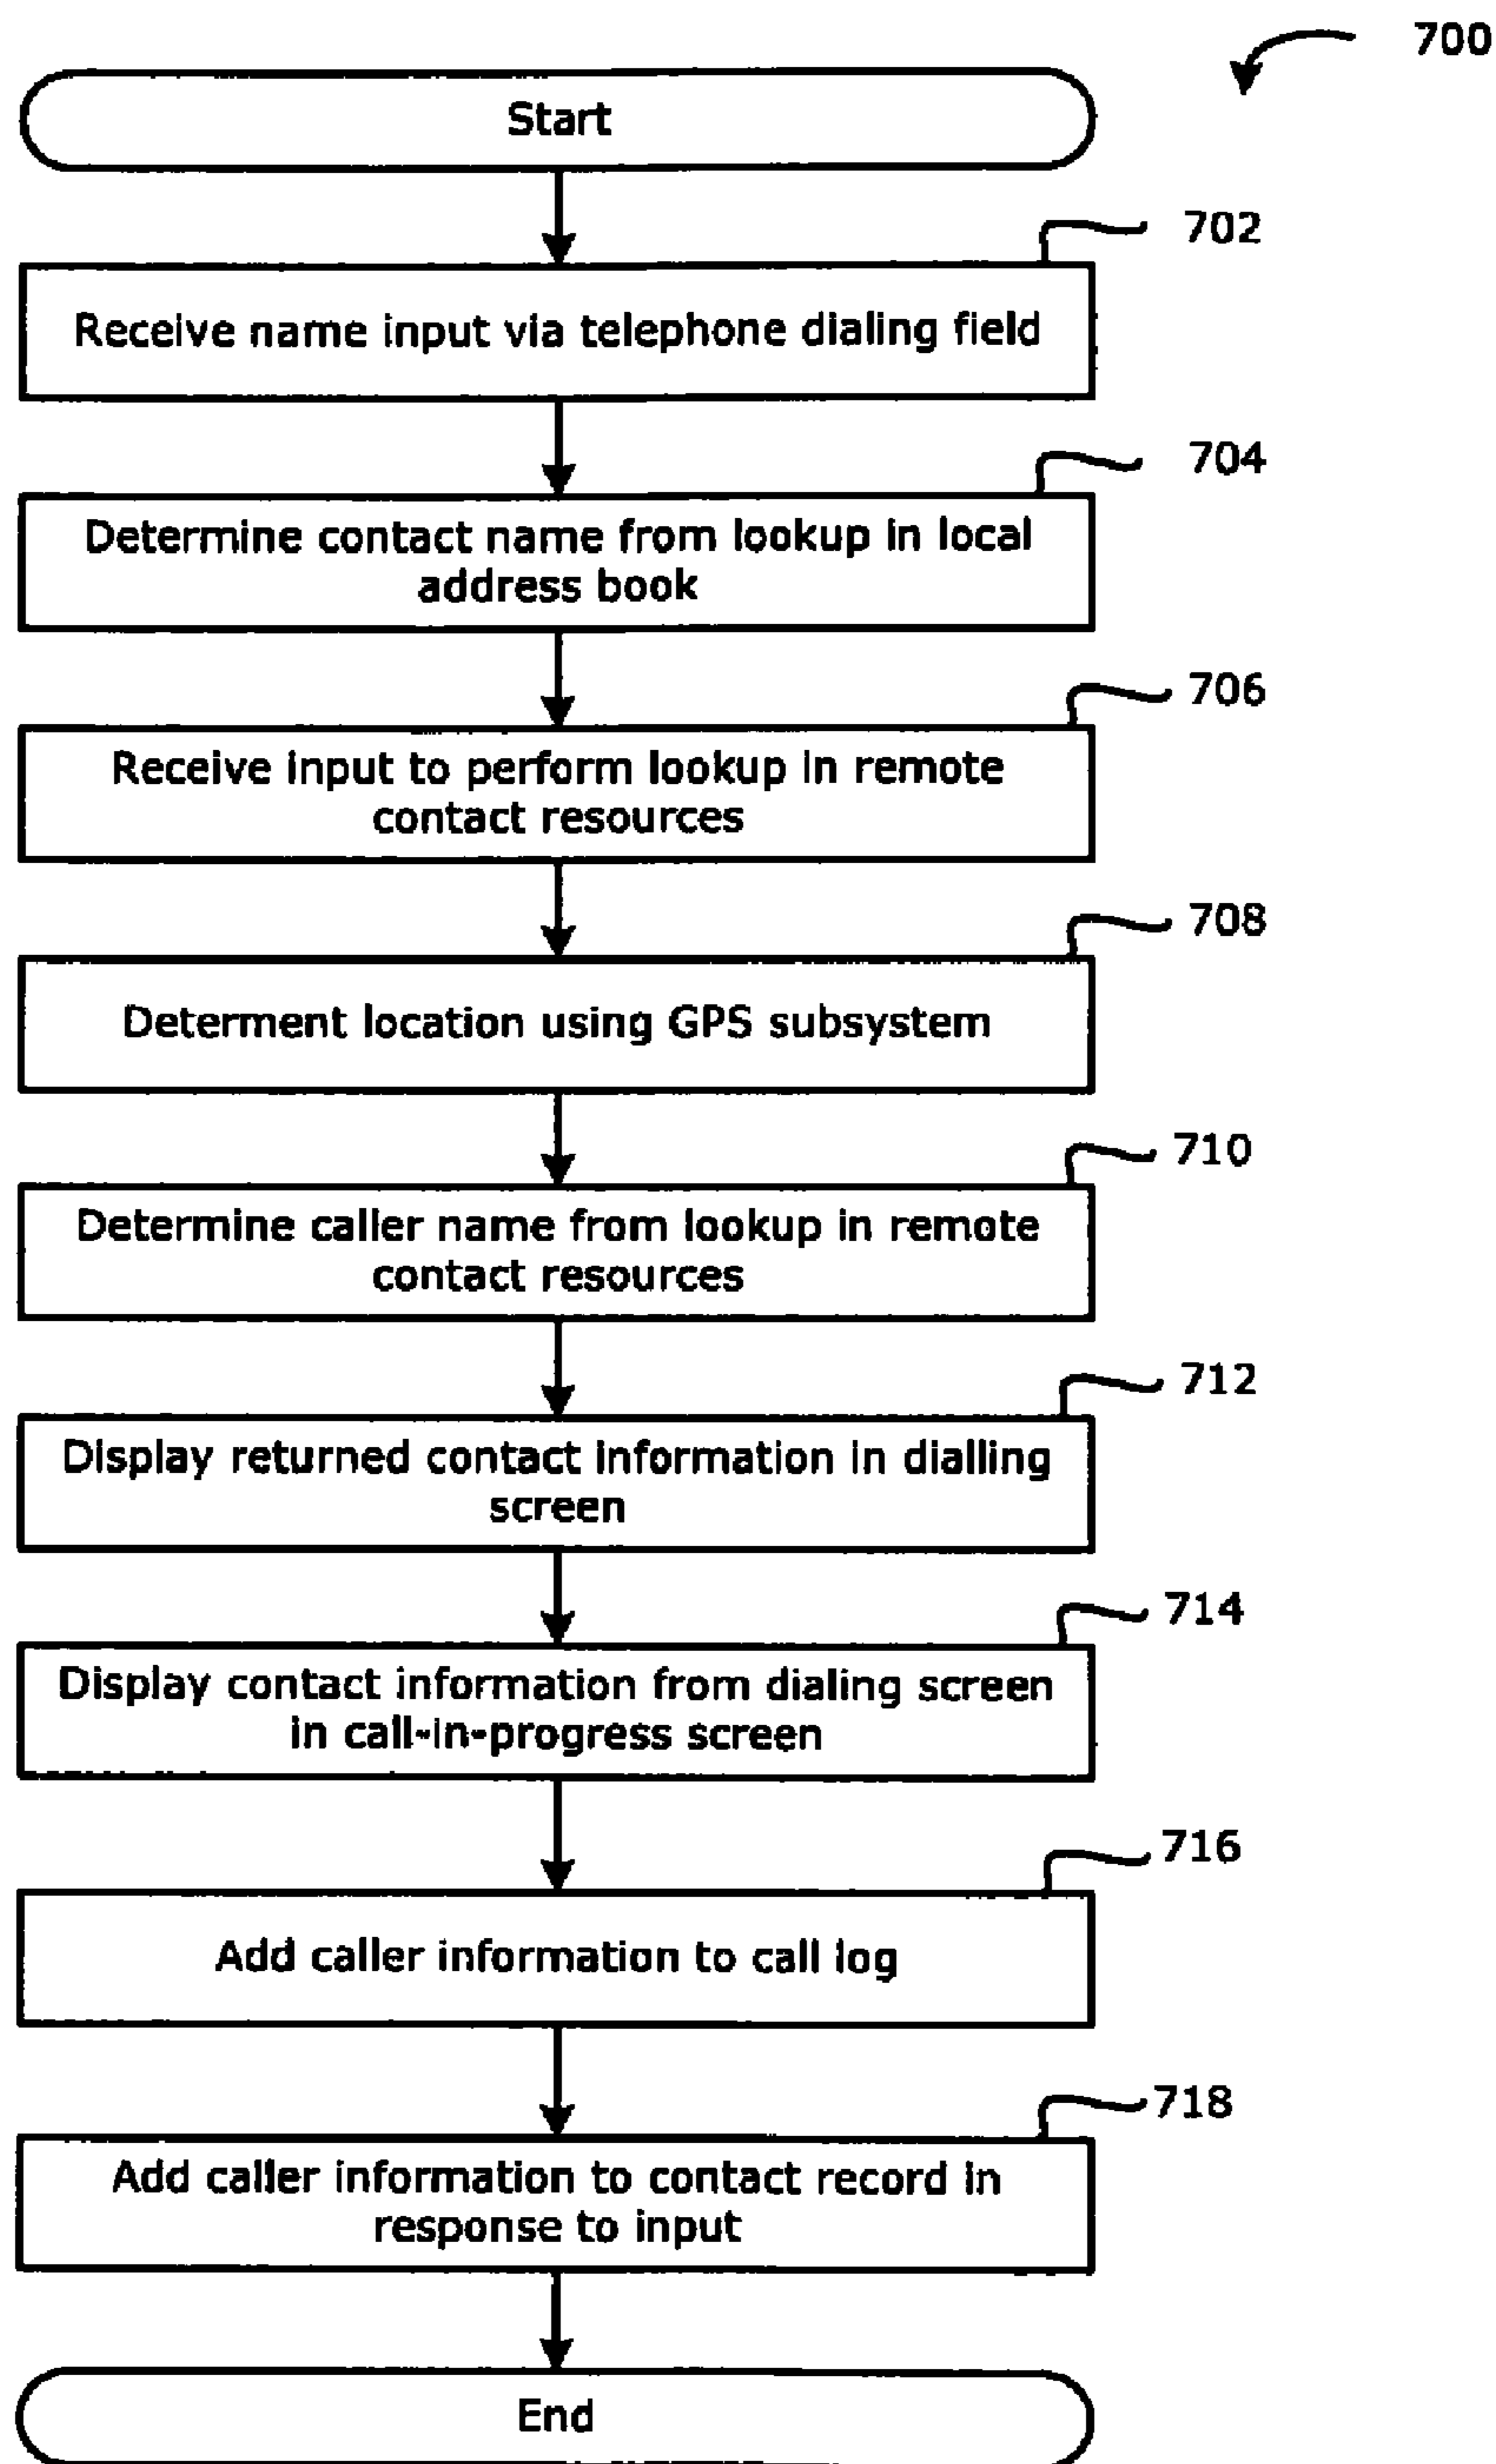 700
Start
702
Receive name input via telephone dialing field
704
Determine contact name from lookup in local
address book
706
Receive input to perform lookup in remote
contact resources
708
Determent location using GPS subsystem
710
Determine caller name from lookup in remote
contact resources
712
Display returned contact information in dialling
screen
714
Display contact information from dialing screen
in call-in-progress screen
716
Add caller information to call log
718
Add caller information to contact record in
response to input
End